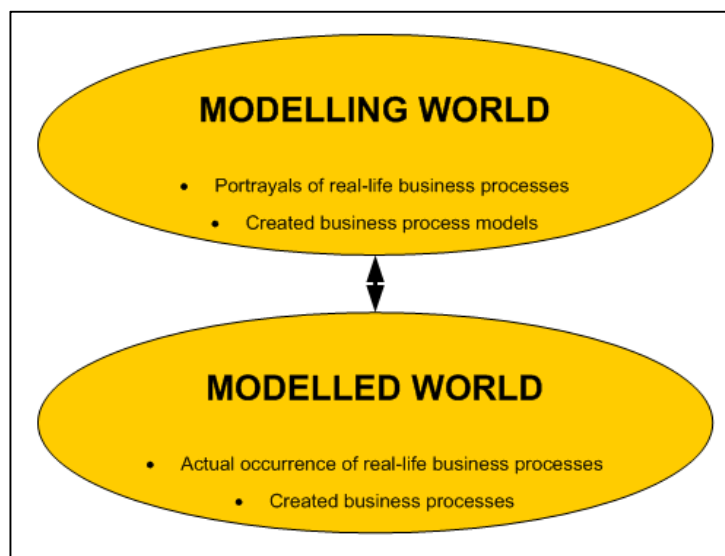 MODELLING WORLD
• Portrayals of real-life business processes
• Created business process models
MODELLED WORLD
• Actual occurrence of real-life business processes
• Created business processes